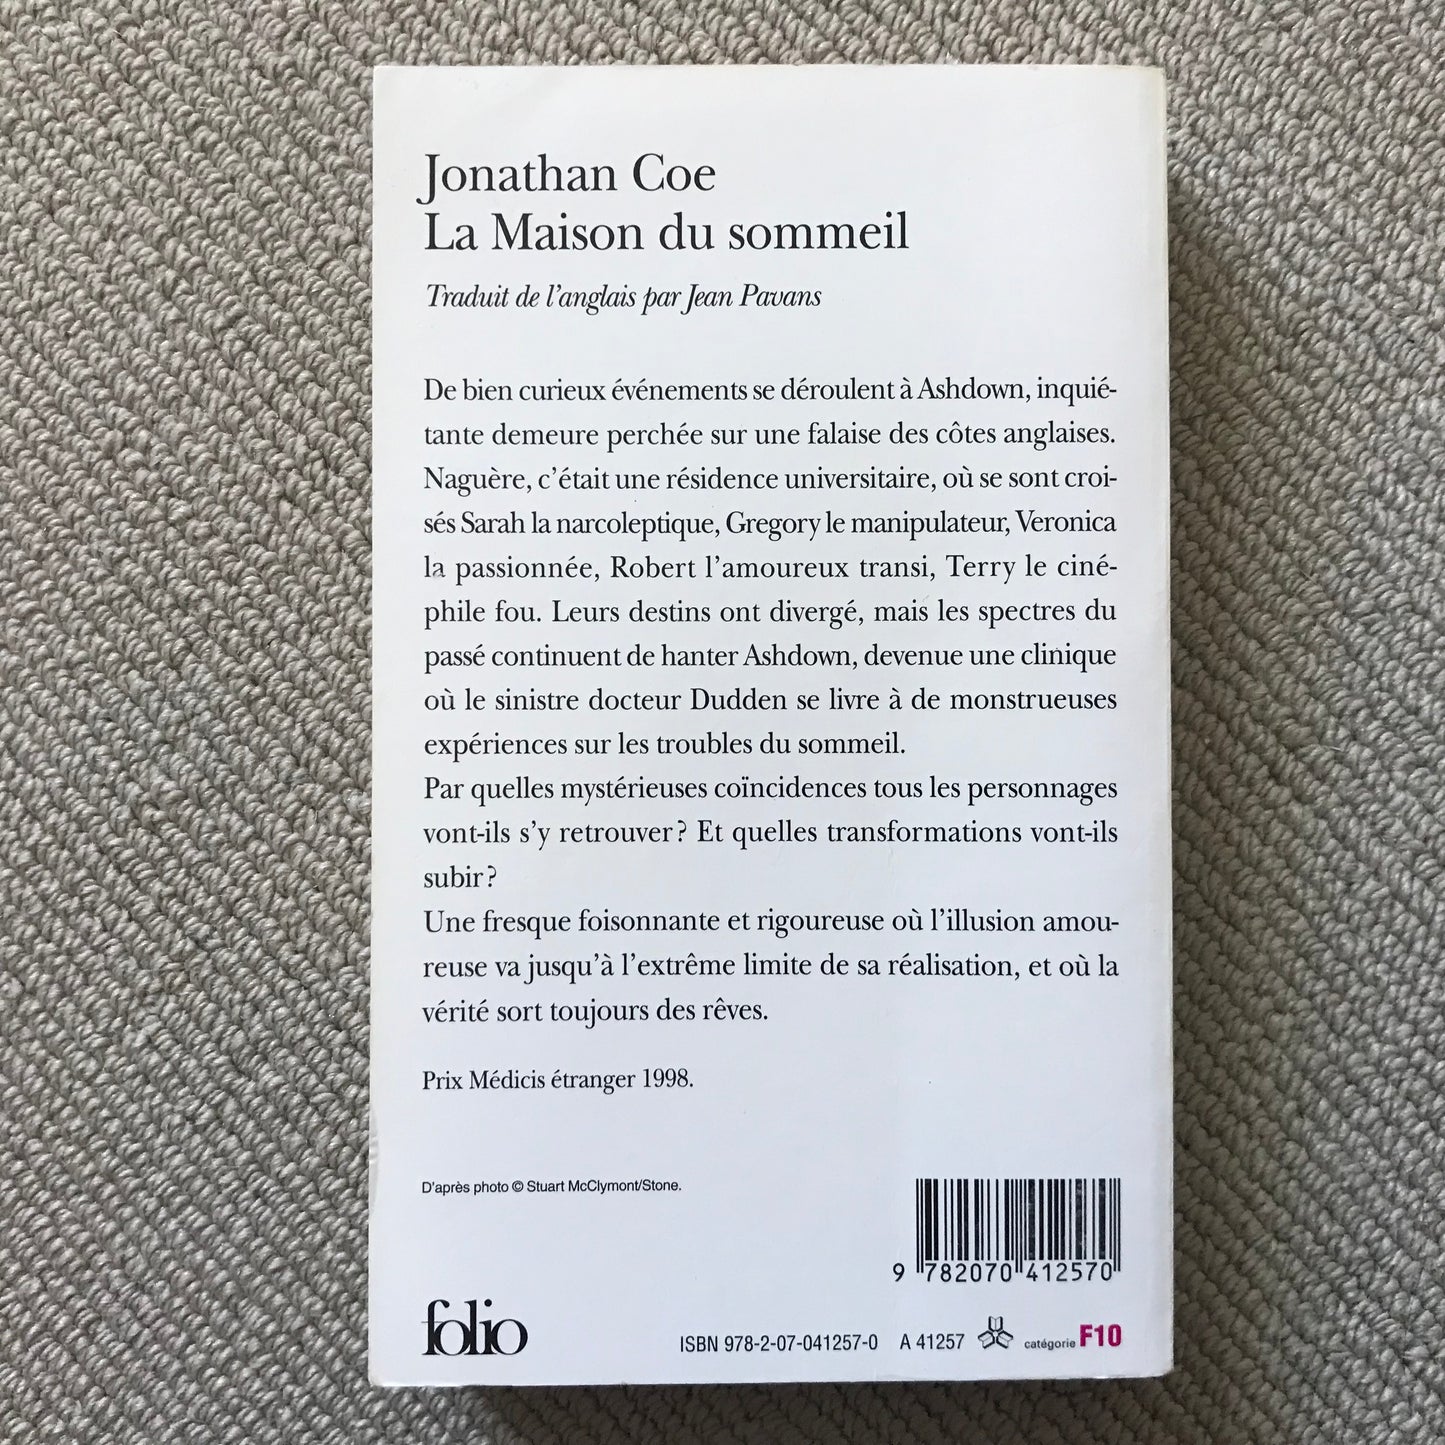 Jonathan Coe
La Maison du sommeil
Traduit de l'anglais par Jean Pavans
De bien curieux événements se déroulent à Ashdown, inquié-
tante demeure perchée sur une falaise des côtes anglaises.
Naguère, c'était une résidence universitaire, où se sont croi-
sés Sarah la narcoleptique, Gregory le manipulateur, Veronica
la passionnée, Robert l'amoureux transi, Terry le ciné-
phile fou. Leurs destins ont divergé, mais les spectres du
passé continuent de hanter Ashdown, devenue une clinique
où le sinistre docteur Dudden se livre à de monstrueuses
expériences sur les troubles du sommeil.
Par quelles mystérieuses coïncidences tous les personnages
vont-ils s'y retrouver ? Et quelles transformations vont-ils
subir ?
Une fresque foisonnante et rigoureuse où l'illusion amou-
reuse va jusqu'à l'extrême limite de sa réalisation, et où la
vérité sort toujours des rêves.
Prix Médicis étranger 1998.
D'après photo © Stuart McClymont/Stone.
9 782070 412570
folio
ISBN 978-2-07-041257-0 A 41257 catégorie F10